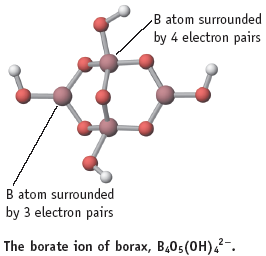 B atom surrounded
by 4 electron pairs
B atom surrounded
by 3 electron pairs
The borate ion of borax, B₄O₅(OH)₄²⁻.